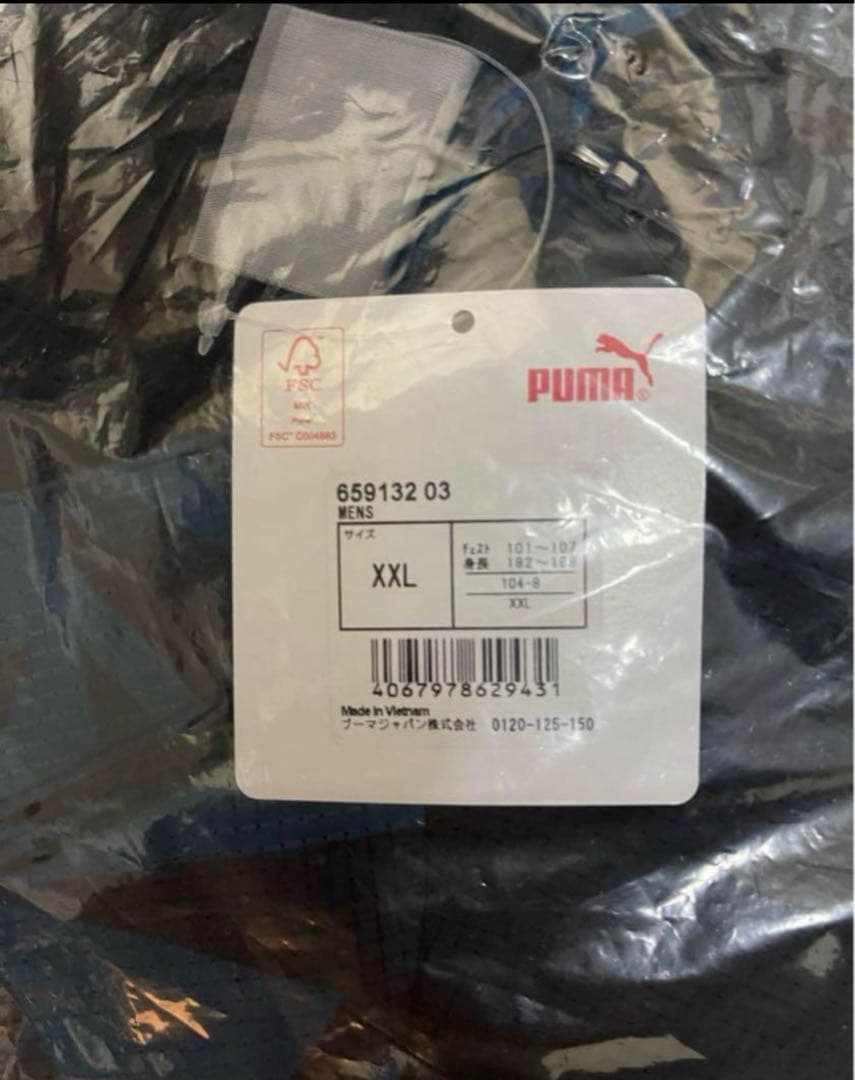 FSC
MIX
FSC® C004883
PUMA®
659132 03
MENS
サイズ
XXL
チェスト 101〜107
身長 182〜188
104-8
XXL
4067978629431
Made in Vietnam
プーマジャパン株式会社 0120-125-150